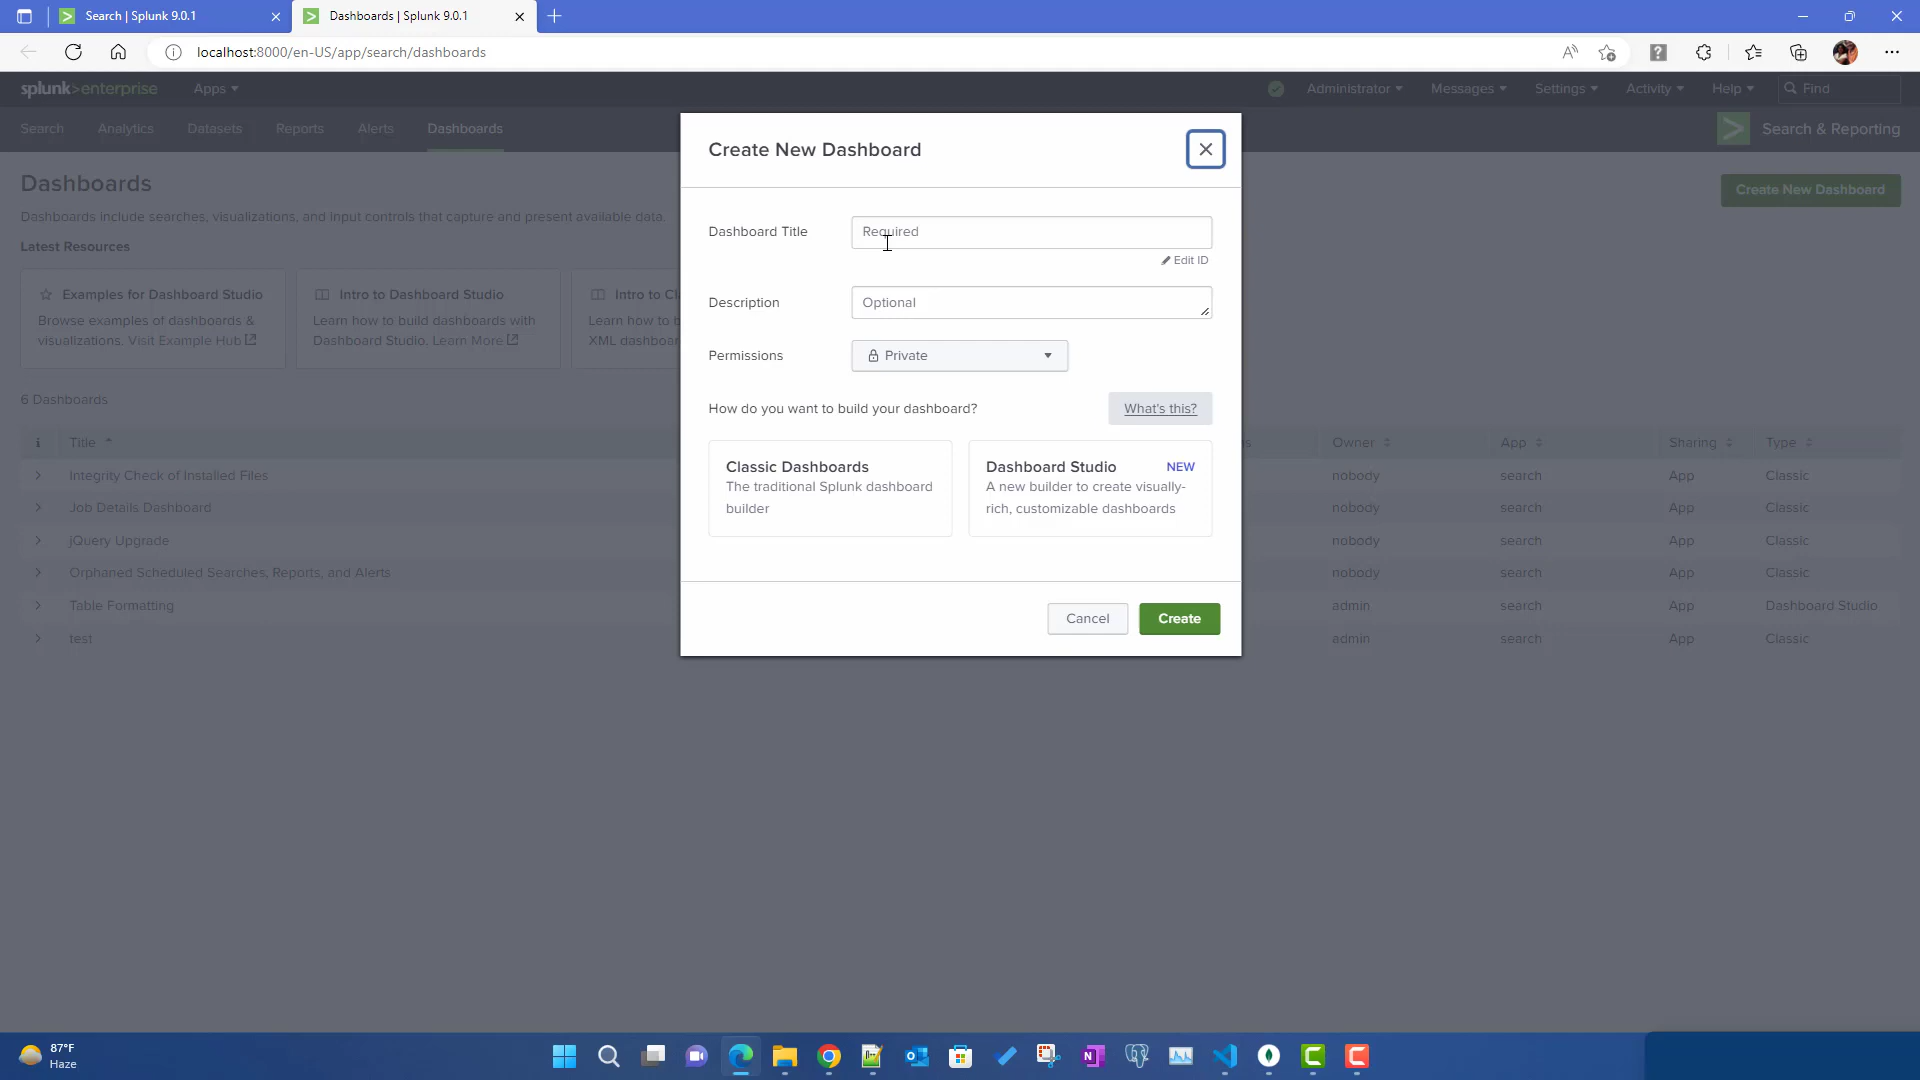 Search | Splunk 9.0.1
Dashboards | Splunk 9.0.1
localhost:8000/en-US/app/search/dashboards
splunk>enterprise Apps
Administrator Messages Settings Activity Help Find
Search Analytics Datasets Reports Alerts Dashboards
Search & Reporting
Dashboards
Create New Dashboard
Dashboards include searches, visualizations, and input controls that capture and present available data.
Latest Resources
Examples for Dashboard Studio
Browse examples of dashboards &
visualizations. Visit Example Hub
Intro to Dashboard Studio
Learn how to build dashboards with
Dashboard Studio. Learn More
Intro to Cl
Learn how to b
XML dashboar
6 Dashboards
i Title Owner App Sharing Type
Integrity Check of Installed Files nobody search App Classic
Job Details Dashboard nobody search App Classic
jQuery Upgrade nobody search App Classic
Orphaned Scheduled Searches, Reports, and Alerts nobody search App Classic
Table Formatting admin search App Dashboard Studio
test admin search App Classic
Create New Dashboard
Dashboard Title Required
Edit ID
Description Optional
Permissions Private
How do you want to build your dashboard? What's this?
Classic Dashboards
The traditional Splunk dashboard
builder
Dashboard Studio NEW
A new builder to create visually-
rich, customizable dashboards
Cancel Create
87°F
Haze